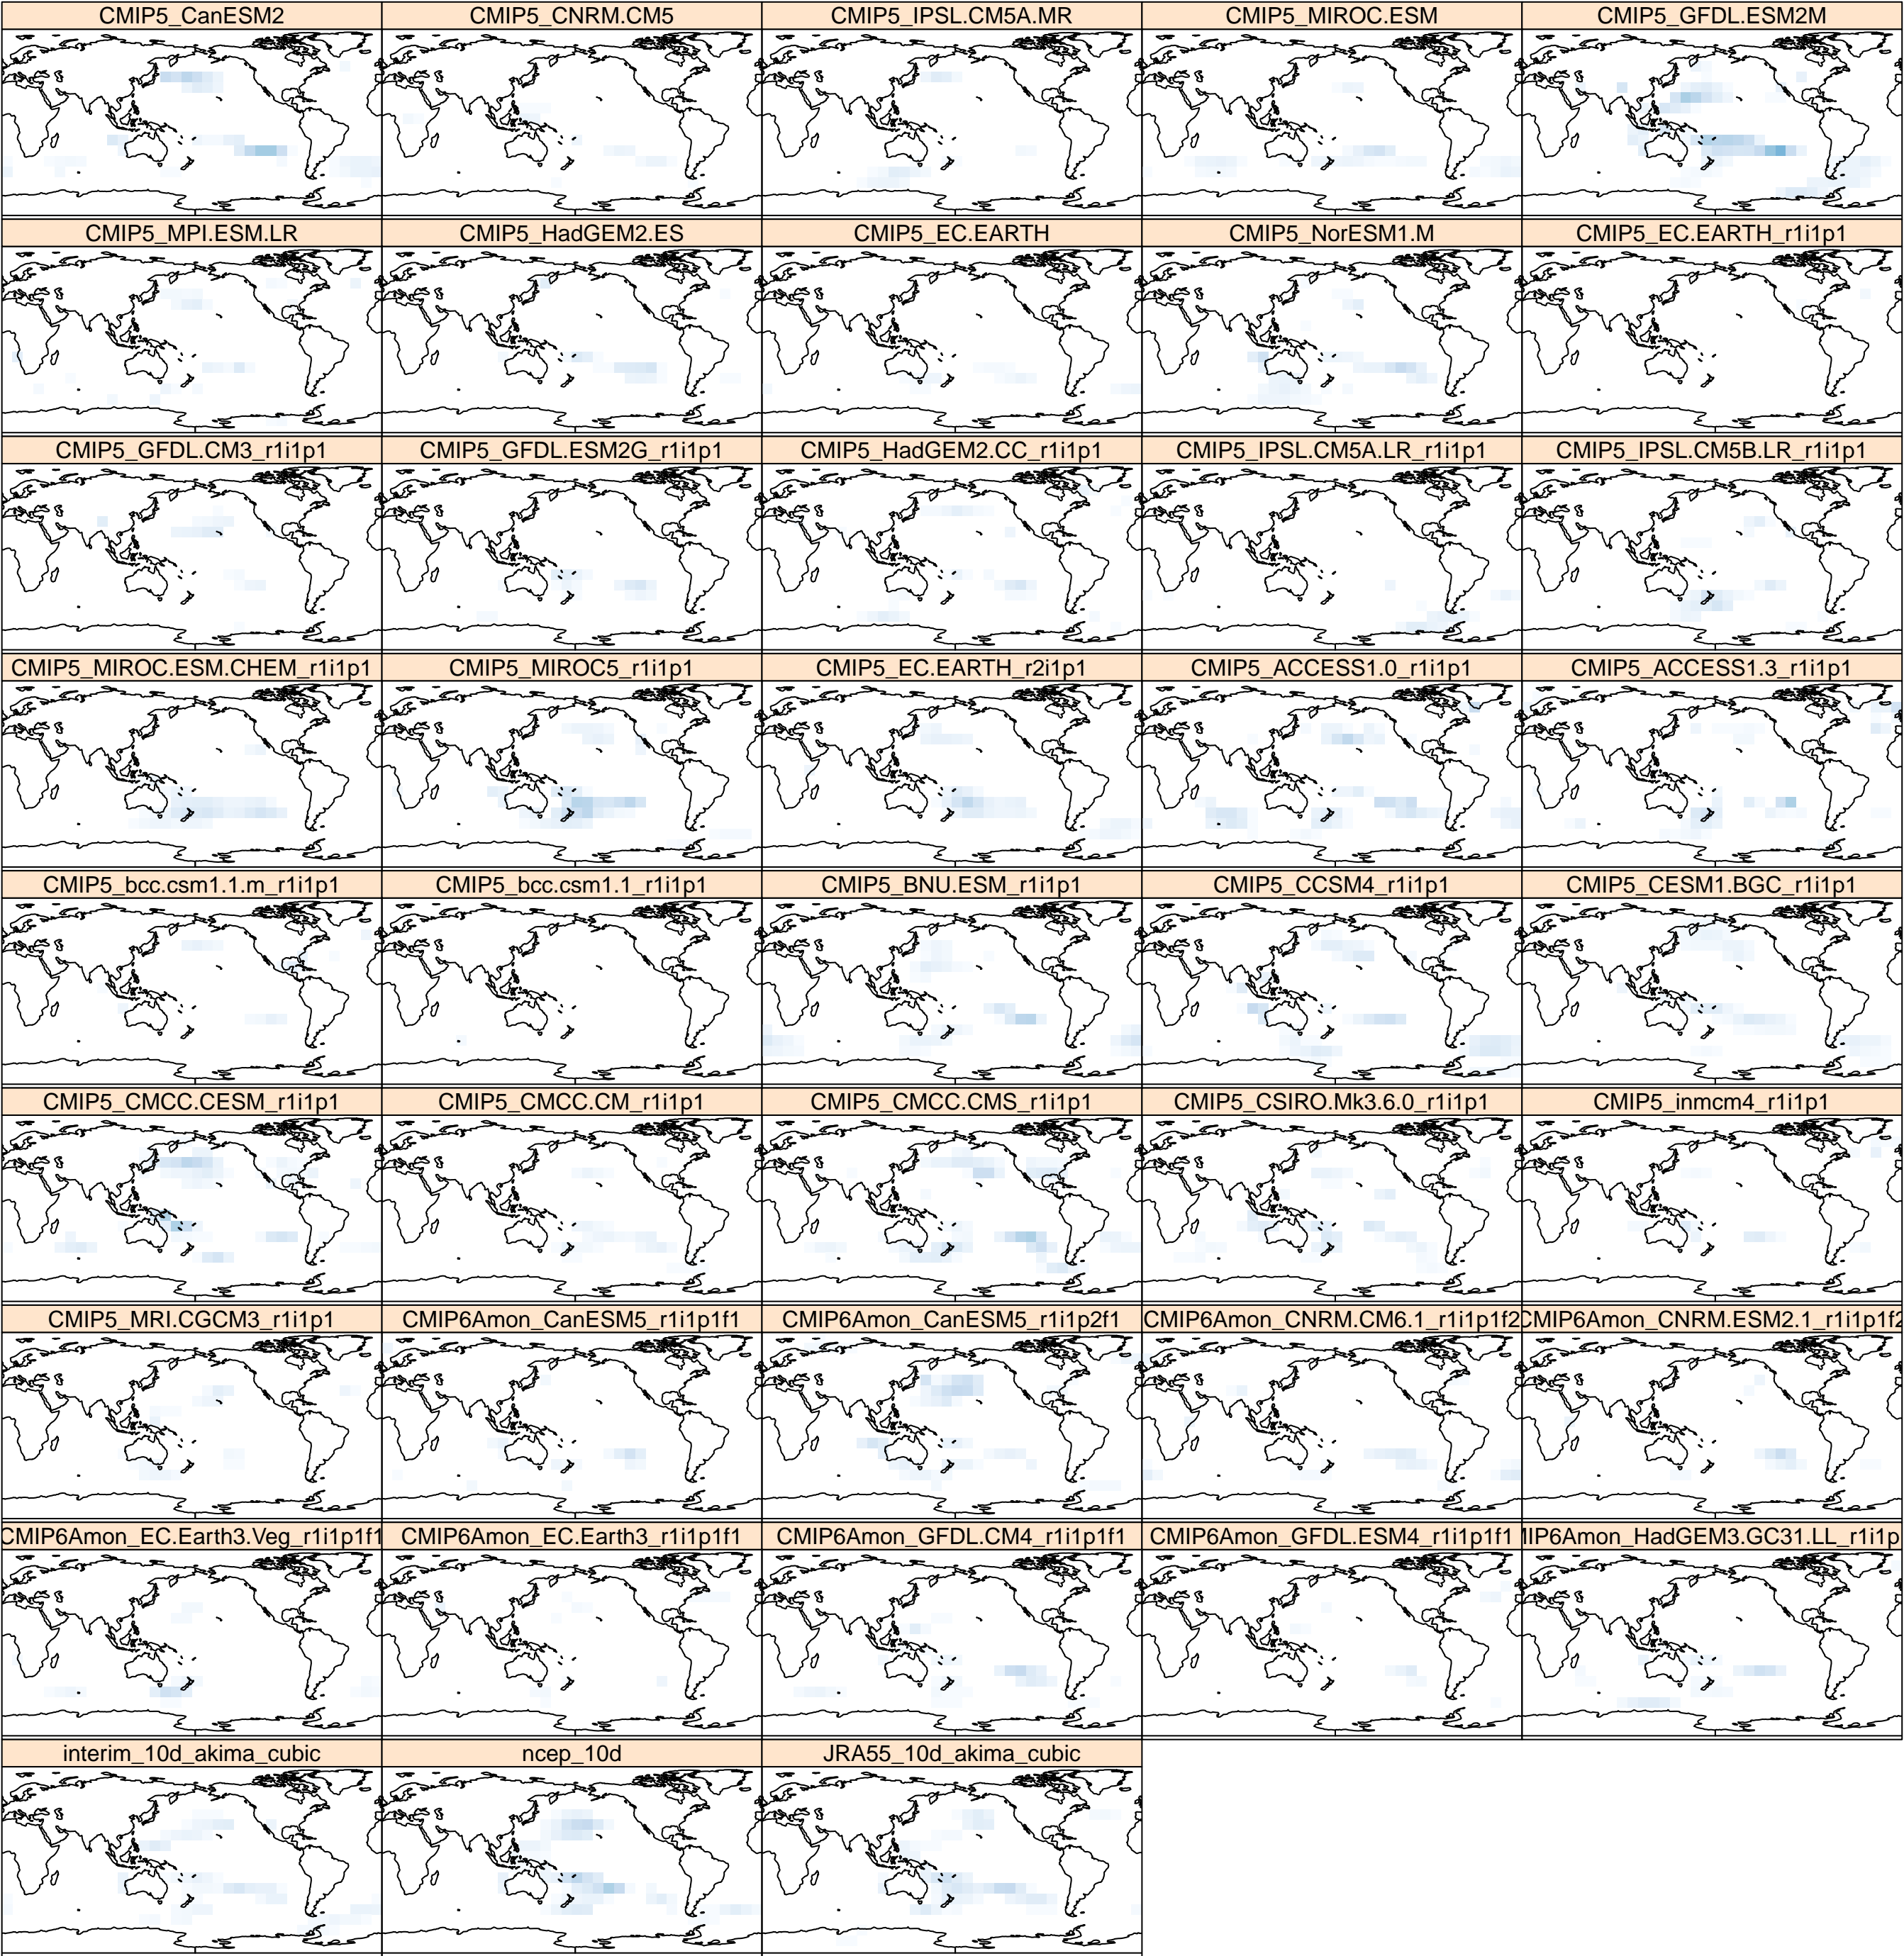 CMIP5_CanESM2
CMIP5_CNRM.CM5
CMIP5_IPSL.CM5A.MR
CMIP5_MIROC.ESM
CMIP5_GFDL.ESM2M
CMIP5_MPI.ESM.LR
CMIP5_HadGEM2.ES
CMIP5_EC.EARTH
CMIP5_NorESM1.M
CMIP5_EC.EARTH_r1i1p1
CMIP5_GFDL.CM3_r1i1p1
CMIP5_GFDL.ESM2G_r1i1p1
CMIP5_HadGEM2.CC_r1i1p1
CMIP5_IPSL.CM5A.LR_r1i1p1
CMIP5_IPSL.CM5B.LR_r1i1p1
CMIP5_MIROC.ESM.CHEM_r1i1p1
CMIP5_MIROC5_r1i1p1
CMIP5_EC.EARTH_r2i1p1
CMIP5_ACCESS1.0_r1i1p1
CMIP5_ACCESS1.3_r1i1p1
CMIP5_bcc.csm1.1.m_r1i1p1
CMIP5_bcc.csm1.1_r1i1p1
CMIP5_BNU.ESM_r1i1p1
CMIP5_CCSM4_r1i1p1
CMIP5_CESM1.BGC_r1i1p1
CMIP5_CMCC.CESM_r1i1p1
CMIP5_CMCC.CM_r1i1p1
CMIP5_CMCC.CMS_r1i1p1
CMIP5_CSIRO.Mk3.6.0_r1i1p1
CMIP5_inmcm4_r1i1p1
CMIP5_MRI.CGCM3_r1i1p1
CMIP6Amon_CanESM5_r1i1p1f1
CMIP6Amon_CanESM5_r1i1p2f1
CMIP6Amon_CNRM.CM6.1_r1i1p1f2
CMIP6Amon_CNRM.ESM2.1_r1i1p1f2
CMIP6Amon_EC.Earth3.Veg_r1i1p1f1
CMIP6Amon_EC.Earth3_r1i1p1f1
CMIP6Amon_GFDL.CM4_r1i1p1f1
CMIP6Amon_GFDL.ESM4_r1i1p1f1
MIP6Amon_HadGEM3.GC31.LL_r1i1p
interim_10d_akima_cubic
ncep_10d
JRA55_10d_akima_cubic